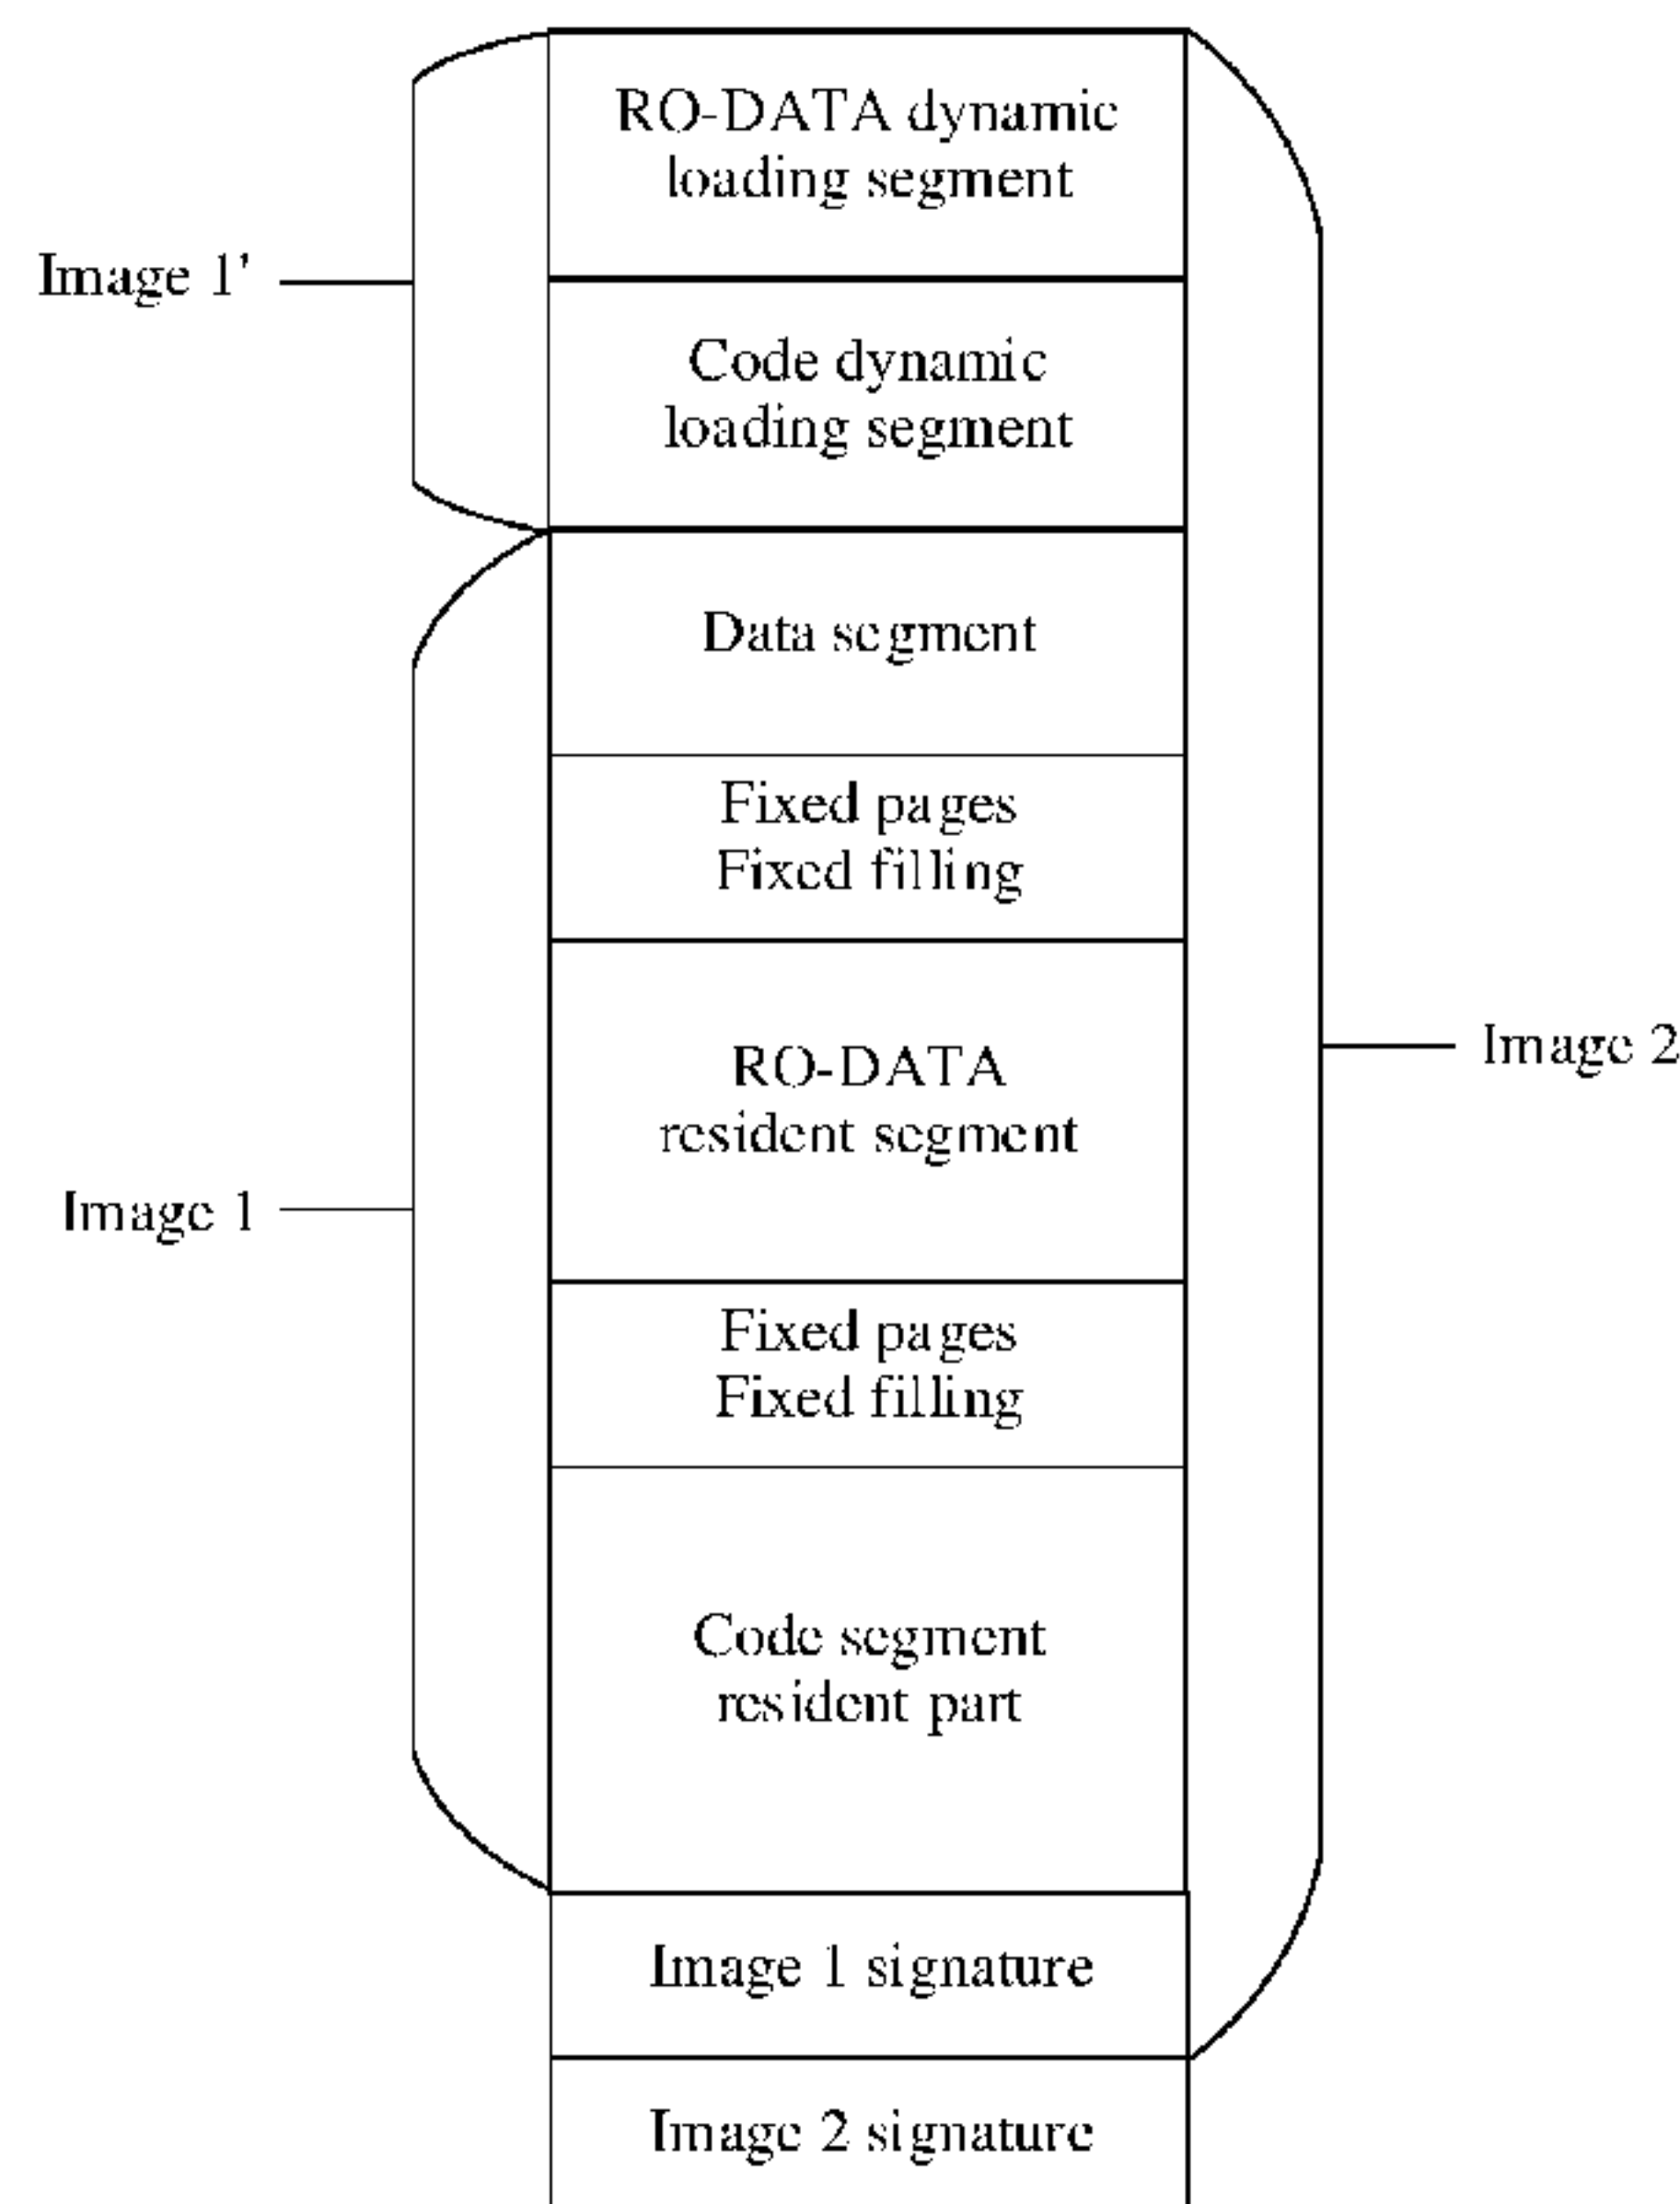 RO-DATA dynamic
loading segment
Image 1'
Code dynamic
loading segment
Data segment
Fixed pages
Fixed filling
RO-DATA
resident segment
Image 2
Image 1
Fixed pages
Fixed filling
Code segment
resident part
Image 1 signature
Image 2 signature